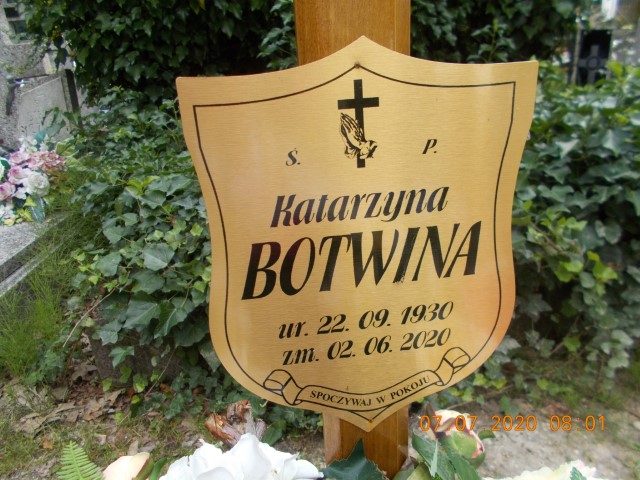 Ś. P.
Katarzyna
BOTWINA
ur. 22. 09. 1930
zm. 02. 06. 2020
SPOCZYWAJ W POKOJU
07-07-2020 08:01